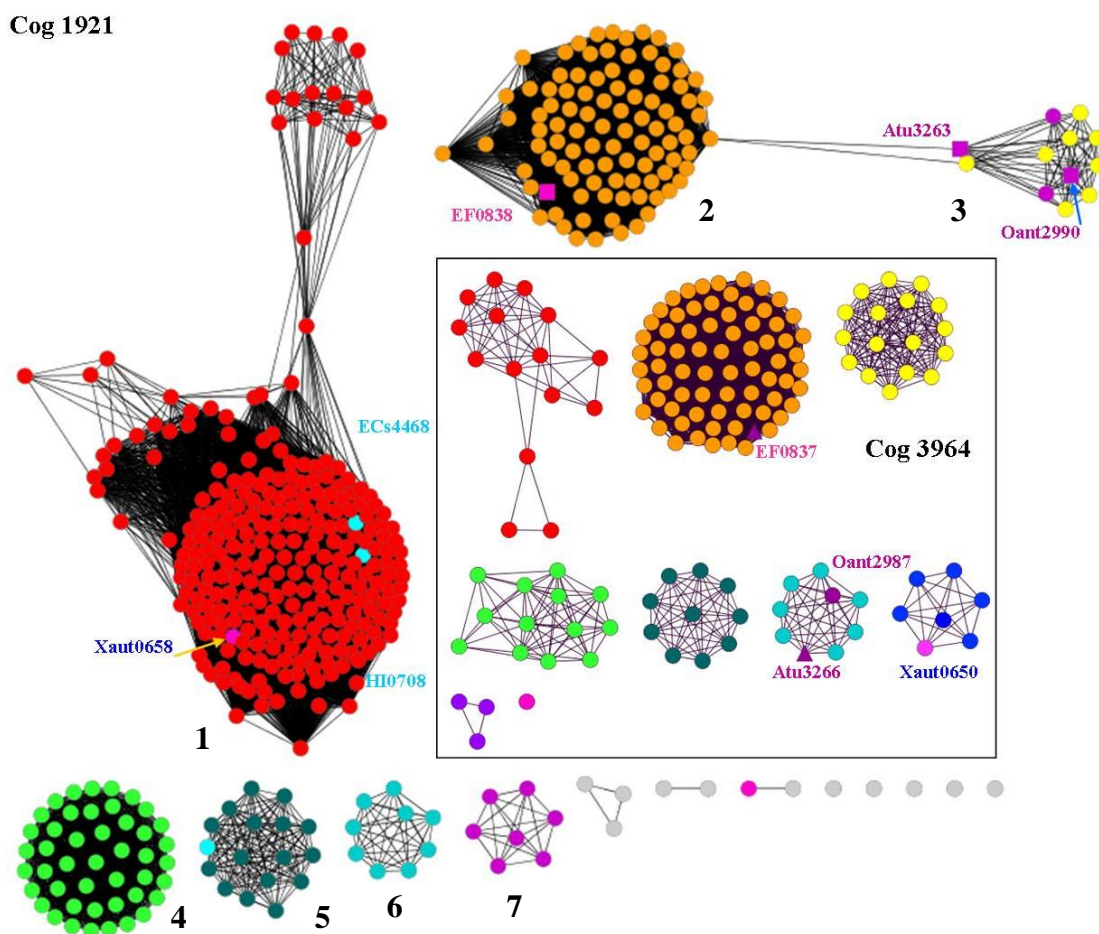 Cog 1921
Atu3263
EF0838
2
3
Oant2990
ECs4468
EF0837
Cog 3964
Oant2987
Xaut0658
Atu3266
Xaut0650
HI0708
1
4
5
6
7